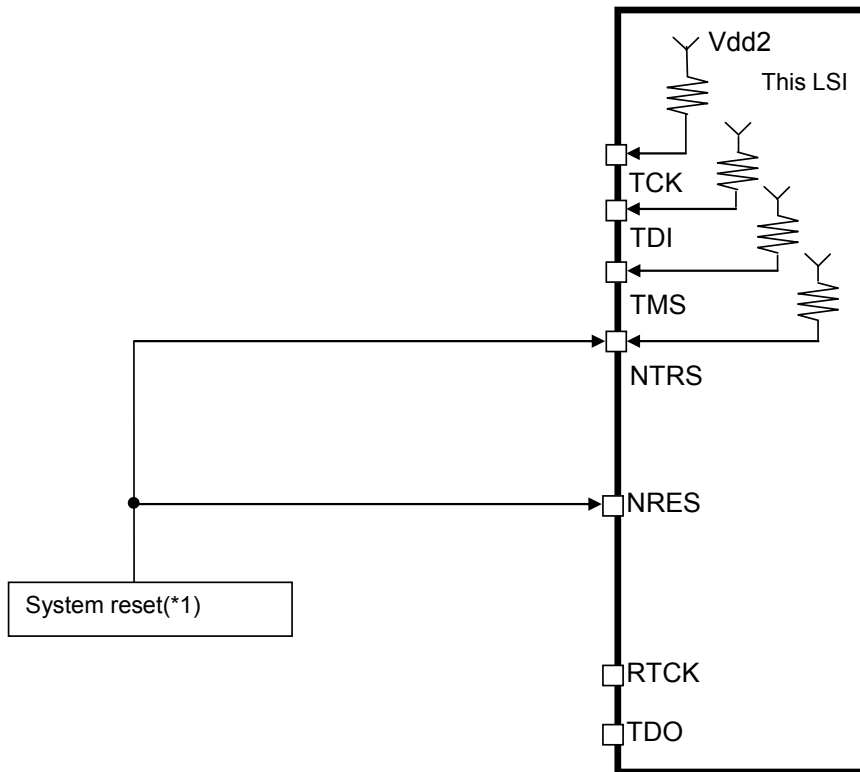 Vdd2
This LSI
TCK
TDI
TMS
NTRS
NRES
System reset(*1)
RTCK
TDO